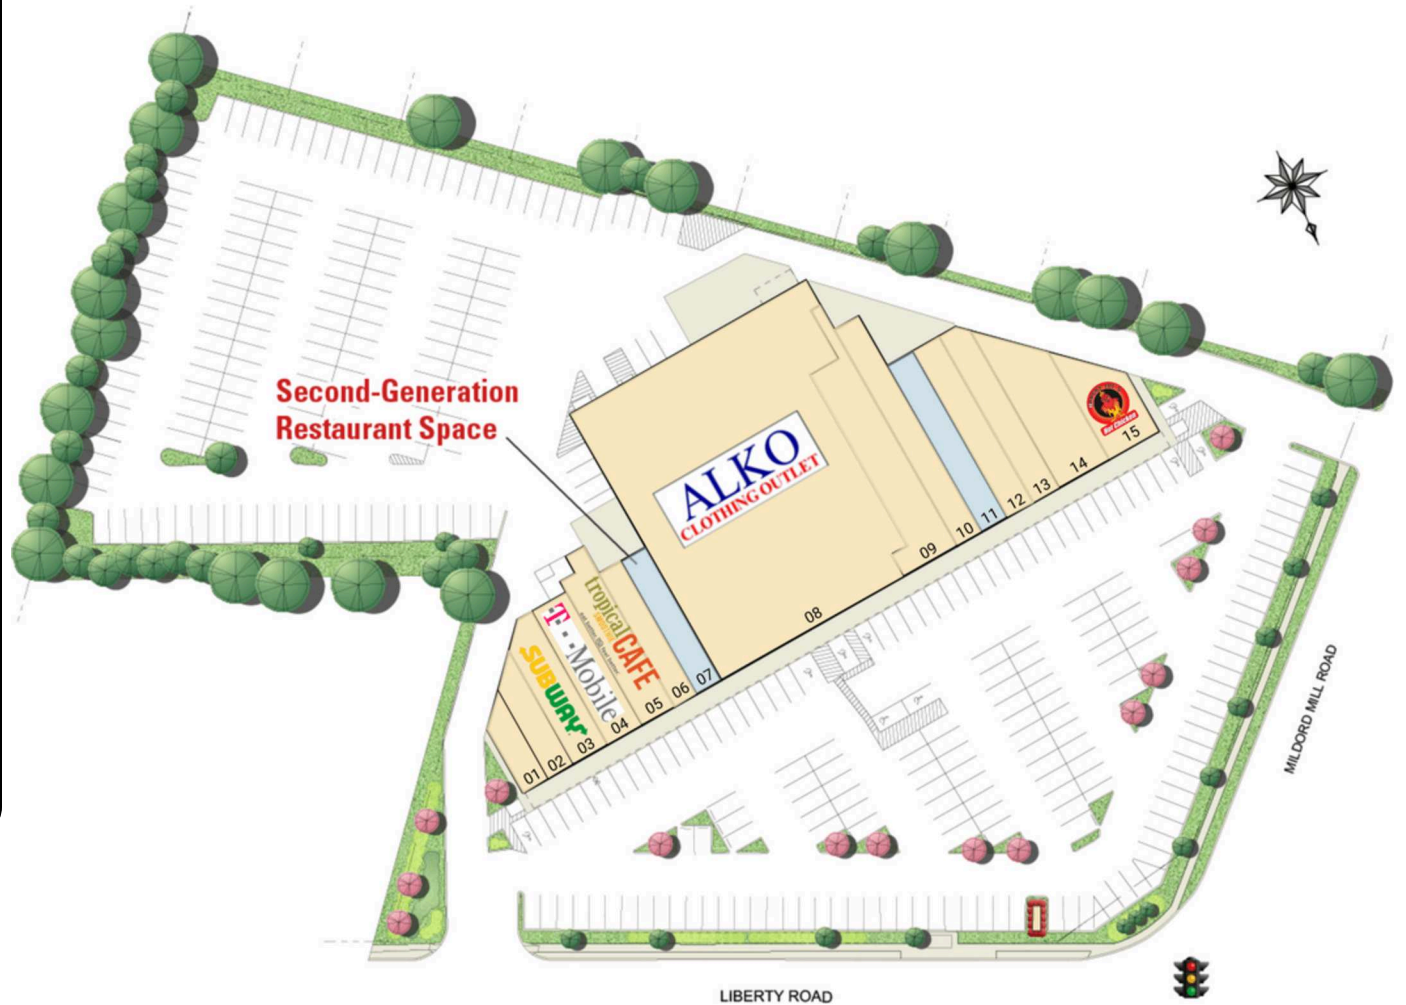 Second-Generation
Restaurant Space
ALKO
CLOTHING OUTLET
tropical
CAFE
T··Mobile
SUBWAY
01
02
03
04
05
06
07
08
09
10
11
12
13
14
15
MILDORD MILL ROAD
LIBERTY ROAD